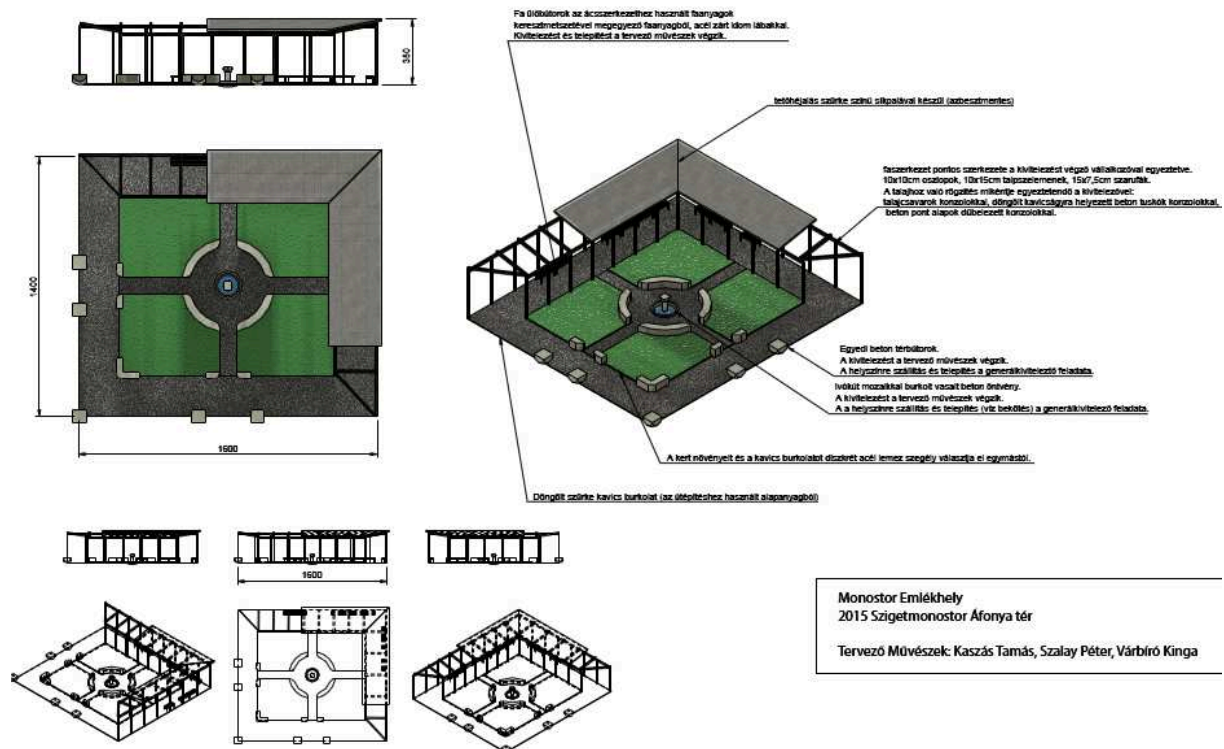 Fa ülőbútorok az ácsszerkezethez használt faanyagok
keresztmetszetével megegyező faanyagból, acél zárt idom lábakkal.
Kivitelezést és telepítést a tervező művészek végzik.
350
tetőhéjalás szürke színű síkpalával készül (azbesztmentes)
faszerkezet pontos szerkezete a kivitelezést végző vállalkozóval egyeztetve.
10x10cm oszlopok, 10x15cm talpszelemenek, 15x7,5cm szarufák.
A talajhoz való rögzítés mikéntje egyeztetendő a kivitelezővel:
talajcsavarok konzolokkal, döngölt kavicságyra helyezett beton tuskók konzolokkal,
beton pont alapok dübelezett konzolokkal.
1400
Egyedi beton térbútorok.
A kivitelezést a tervező művészek végzik.
A helyszínre szállítás és telepítés a generálkivitelező feladata.
Ivókút mozaikkal burkolt vasalt beton öntvény.
A kivitelezést a tervező művészek végzik.
A a helyszínre szállítás és telepítés (víz bekötés) a generálkivitelező feladata.
1600
A kert növényeit és a kavics burkolatot diszkrét acél lemez szegély választja el egymástól.
Döngölt szürke kavics burkolat (az útépítéshez használt alapanyagból)
1600
Monostor Emlékhely
2015 Szigetmonostor Áfonya tér
Tervező Művészek: Kaszás Tamás, Szalay Péter, Várbíró Kinga